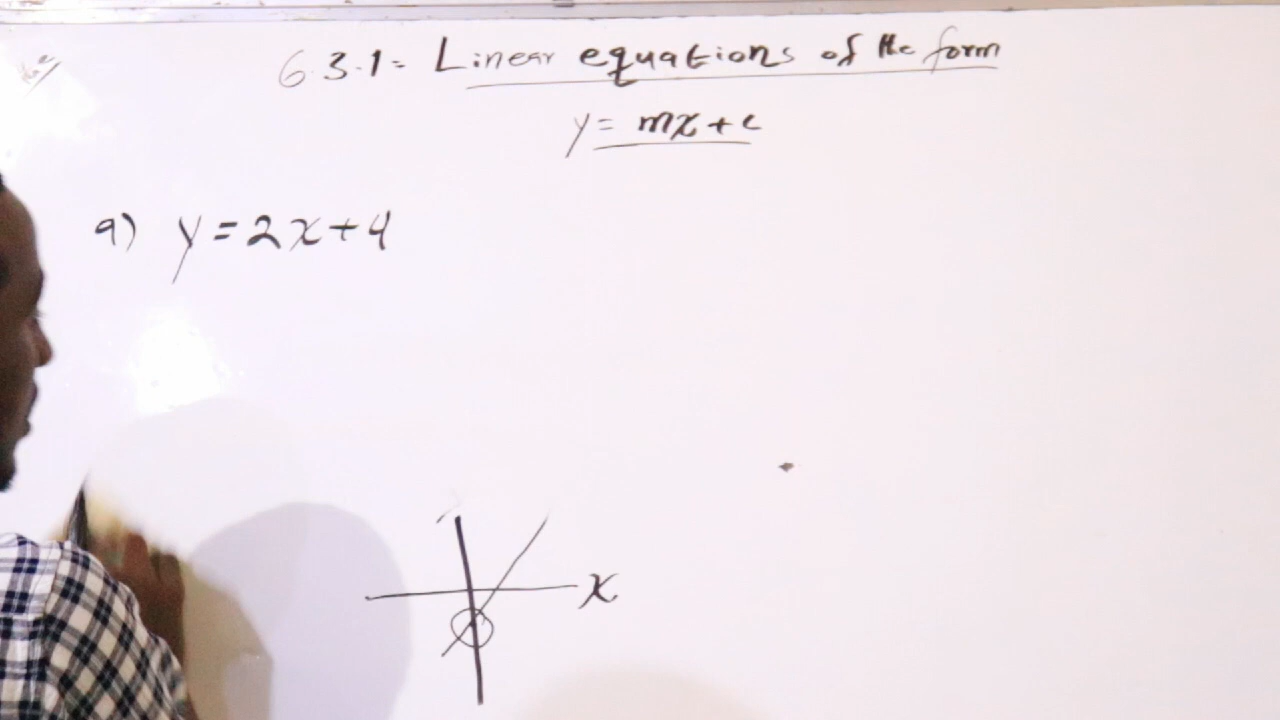 6.3.1= Linear equations of the form
y = mx + c
a) y = 2x + 4
x